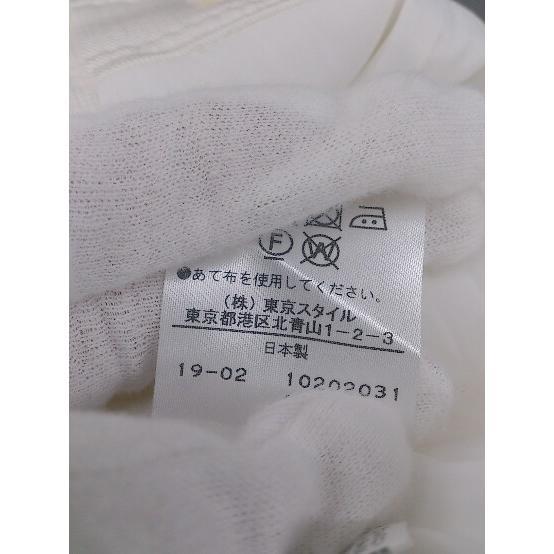 F W
●あて布を使用してください。
(株) 東京スタイル
東京都港区北青山1-2-3
日本製
19-02 10202031